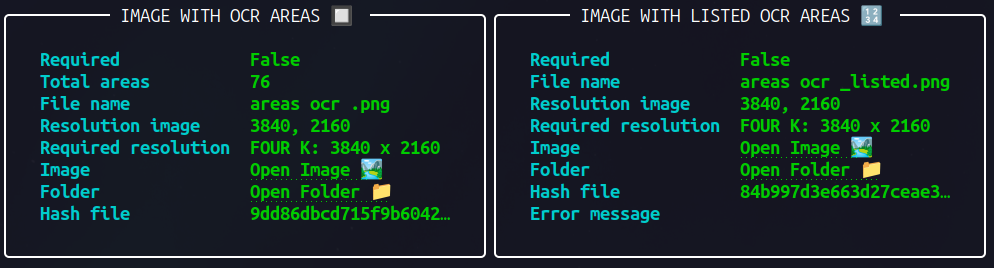 IMAGE WITH OCR AREAS 🔲
Required False
Total areas 76
File name areas ocr .png
Resolution image 3840, 2160
Required resolution FOUR K: 3840 x 2160
Image Open Image 🏞️
Folder Open Folder 📁
Hash file 9dd86dbcd715f9b6042…
IMAGE WITH LISTED OCR AREAS 🔢
Required False
File name areas ocr _listed.png
Resolution image 3840, 2160
Required resolution FOUR K: 3840 x 2160
Image Open Image 🏞️
Folder Open Folder 📁
Hash file 84b997d3e663d27ceae3…
Error message